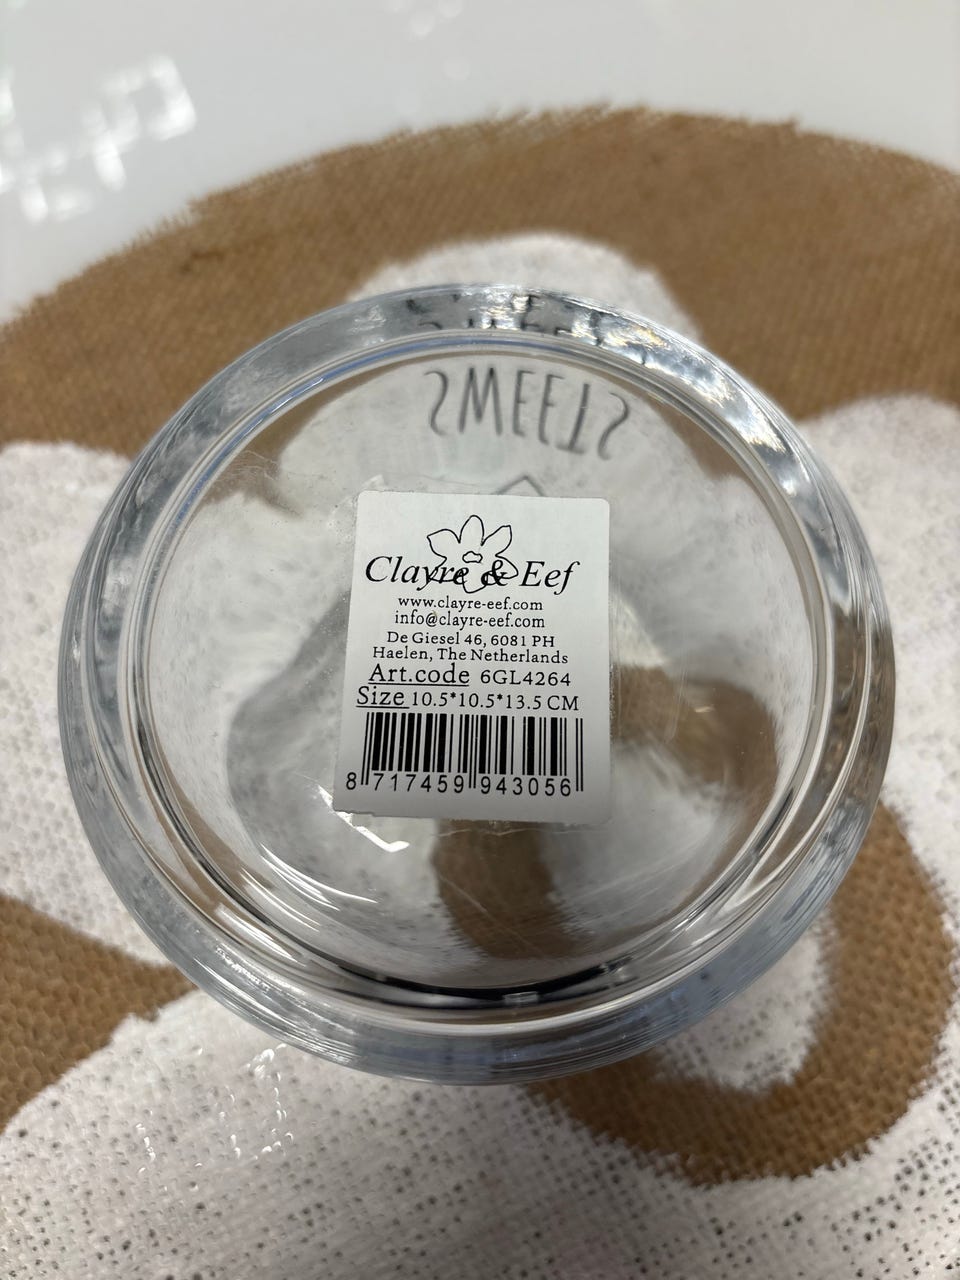 SWEETS
Clayre & Eef
www.clayre-eef.com
info@clayre-eef.com
De Giesel 46, 6081 PH
Haelen, The Netherlands
Art.code 6GL4264
Size 10.5*10.5*13.5 CM
8 717459 943056